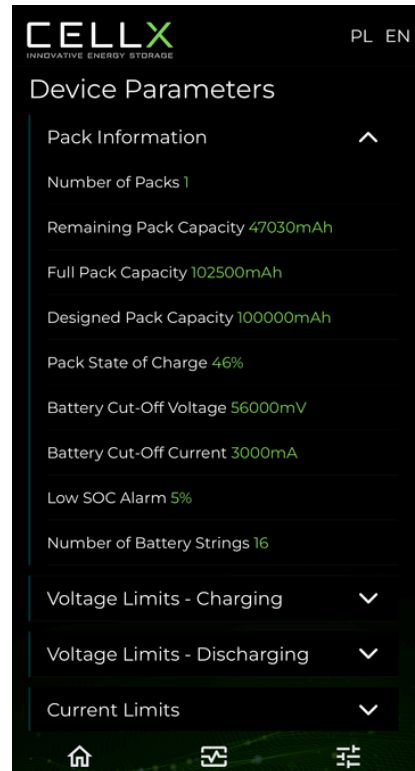 CELLX
INNOVATIVE ENERGY STORAGE
PL EN
Device Parameters
Pack Information
Number of Packs 1
Remaining Pack Capacity 47030mAh
Full Pack Capacity 102500mAh
Designed Pack Capacity 100000mAh
Pack State of Charge 46%
Battery Cut-Off Voltage 56000mV
Battery Cut-Off Current 3000mA
Low SOC Alarm 5%
Number of Battery Strings 16
Voltage Limits - Charging
Voltage Limits - Discharging
Current Limits